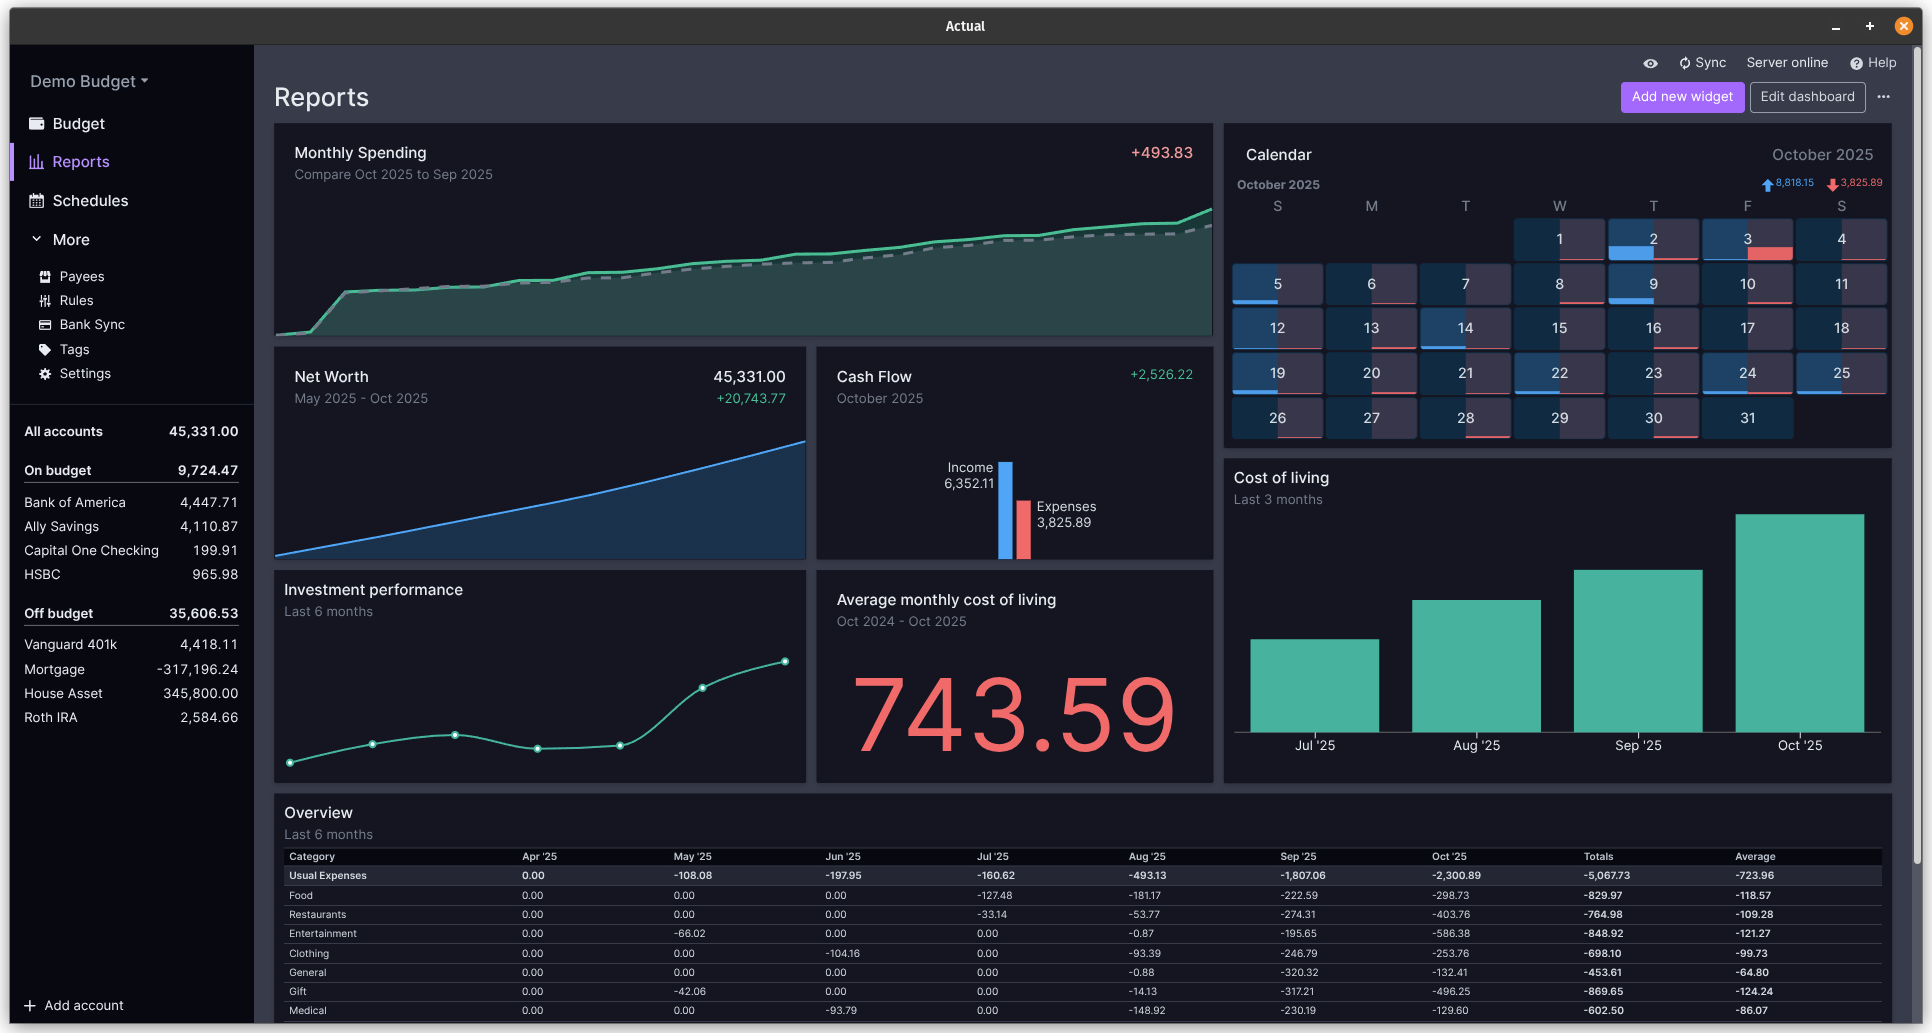 Actual
Demo Budget
Budget
Reports
Schedules
More
Payees
Rules
Bank Sync
Tags
Settings
All accounts 45,331.00
On budget 9,724.47
Bank of America 4,447.71
Ally Savings 4,110.87
Capital One Checking 199.91
HSBC 965.98
Off budget 35,606.53
Vanguard 401k 4,418.11
Mortgage -317,196.24
House Asset 345,800.00
Roth IRA 2,584.66
Add account
Sync Server online Help
Reports
Add new widget Edit dashboard
Monthly Spending +493.83
Compare Oct 2025 to Sep 2025
Calendar October 2025
October 2025 8,818.15 3,825.89
S M T W T F S
1 2 3 4
5 6 7 8 9 10 11
12 13 14 15 16 17 18
19 20 21 22 23 24 25
26 27 28 29 30 31
Net Worth 45,331.00
May 2025 - Oct 2025 +20,743.77
Cash Flow +2,526.22
October 2025
Income
6,352.11
Expenses
3,825.89
Cost of living
Last 3 months
Jul '25 Aug '25 Sep '25 Oct '25
Investment performance
Last 6 months
Average monthly cost of living
Oct 2024 - Oct 2025
743.59
Overview
Last 6 months
Category Apr '25 May '25 Jun '25 Jul '25 Aug '25 Sep '25 Oct '25 Totals Average
Usual Expenses 0.00 -108.08 -197.95 -160.62 -493.13 -1,807.06 -2,300.89 -5,067.73 -723.96
Food 0.00 0.00 0.00 -127.48 -181.17 -222.59 -298.73 -829.97 -118.57
Restaurants 0.00 0.00 0.00 -33.14 -53.77 -274.31 -403.76 -764.98 -109.28
Entertainment 0.00 -66.02 0.00 0.00 -0.87 -195.65 -586.38 -848.92 -121.27
Clothing 0.00 0.00 -104.16 0.00 -93.39 -246.79 -253.76 -698.10 -99.73
General 0.00 0.00 0.00 0.00 -0.88 -320.32 -132.41 -453.61 -64.80
Gift 0.00 -42.06 0.00 0.00 -14.13 -317.21 -496.25 -869.65 -124.24
Medical 0.00 0.00 -93.79 0.00 -148.92 -230.19 -129.60 -602.50 -86.07